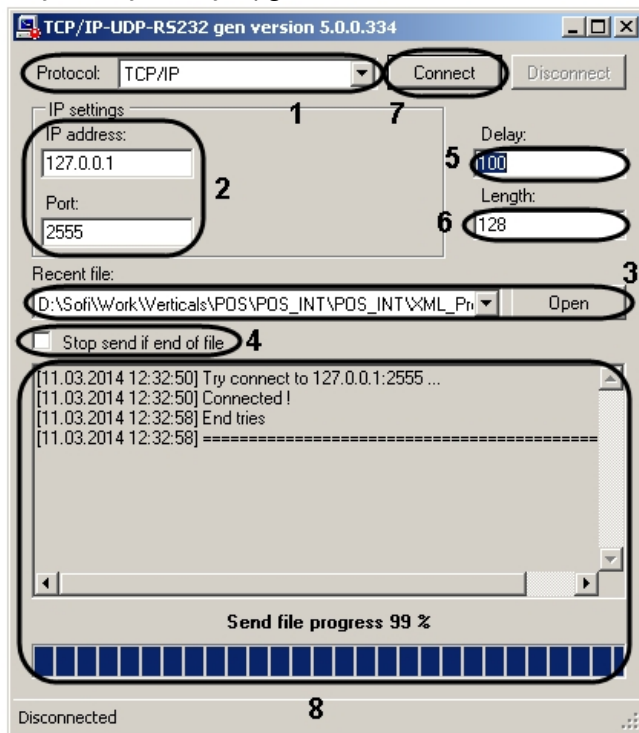 TCP/IP-UDP-RS232 gen version 5.0.0.334
Protocol: TCP/IP Connect Disconnect
1 7
IP settings
IP address:
127.0.0.1
2
Port:
2555
Delay:
5 100
Length:
6 128
Recent file:
3
D:\Sofi\Work\Verticals\POS\POS_INT\POS_INT\XML_Pr Open
Stop send if end of file 4
[11.03.2014 12:32:50] Try connect to 127.0.0.1:2555 ...
[11.03.2014 12:32:50] Connected !
[11.03.2014 12:32:58] End tries
[11.03.2014 12:32:58] ==========================================
Send file progress 99 %
8
Disconnected